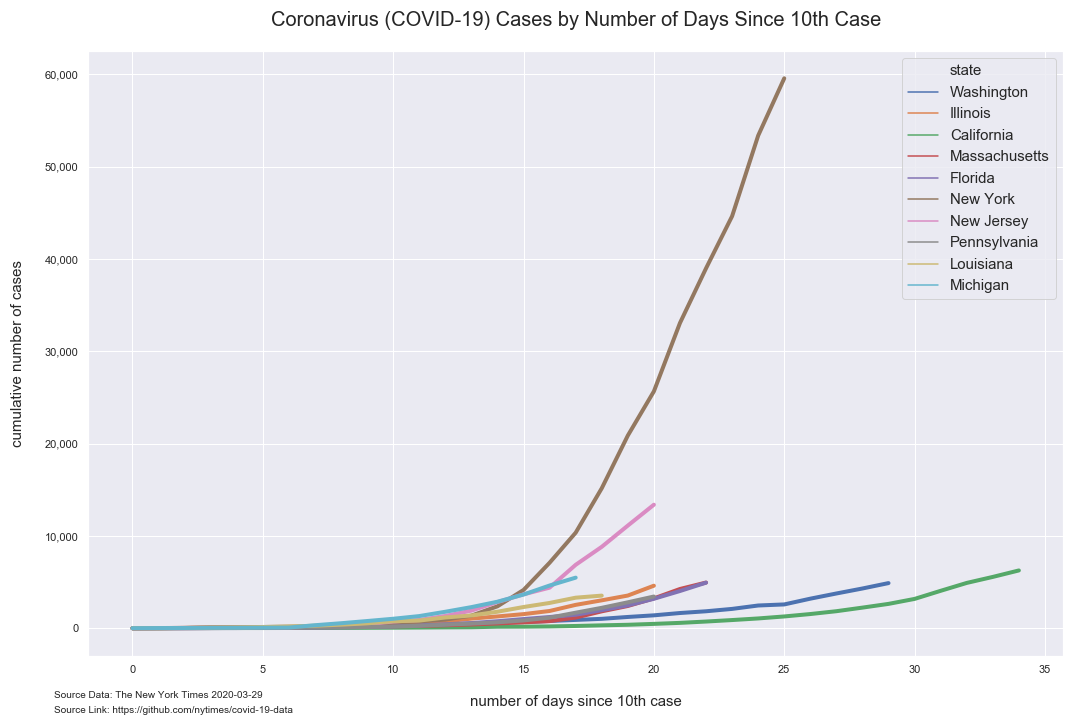 Coronavirus (COVID-19) Cases by Number of Days Since 10th Case
60,000
50,000
40,000
30,000
20,000
10,000
0
cumulative number of cases
state
Washington
Illinois
California
Massachusetts
Florida
New York
New Jersey
Pennsylvania
Louisiana
Michigan
0 5 10 15 20 25 30 35
number of days since 10th case
Source Data: The New York Times 2020-03-29
Source Link: https://github.com/nytimes/covid-19-data